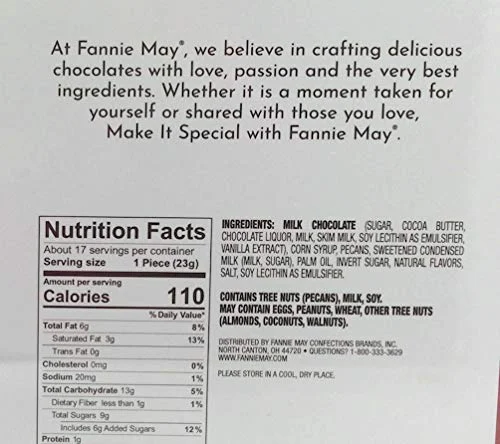 At Fannie May®, we believe in crafting delicious
chocolates with love, passion and the very best
ingredients. Whether it is a moment taken for
yourself or shared with those you love,
Make It Special with Fannie May®.
Nutrition Facts
About 17 servings per container
Serving size 1 Piece (23g)
Amount per serving
Calories 110
% Daily Value*
Total Fat 6g 8%
Saturated Fat 3g 13%
Trans Fat 0g
Cholesterol 0mg 0%
Sodium 20mg 1%
Total Carbohydrate 13g 5%
Dietary Fiber less than 1g 1%
Total Sugars 9g
Includes 6g Added Sugars 12%
Protein 1g
INGREDIENTS: MILK CHOCOLATE (SUGAR, COCOA BUTTER,
CHOCOLATE LIQUOR, MILK, SKIM MILK, SOY LECITHIN AS EMULSIFIER,
VANILLA EXTRACT), CORN SYRUP, PECANS, SWEETENED CONDENSED
MILK (MILK, SUGAR), PALM OIL, INVERT SUGAR, NATURAL FLAVORS,
SALT, SOY LECITHIN AS EMULSIFIER.
CONTAINS TREE NUTS (PECANS), MILK, SOY.
MAY CONTAIN EGGS, PEANUTS, WHEAT, OTHER TREE NUTS
(ALMONDS, COCONUTS, WALNUTS).
DISTRIBUTED BY FANNIE MAY CONFECTIONS BRANDS, INC.
NORTH CANTON, OH 44720 • QUESTIONS? 1-800-333-3629
WWW.FANNIEMAY.COM
PLEASE STORE IN A COOL, DRY PLACE.